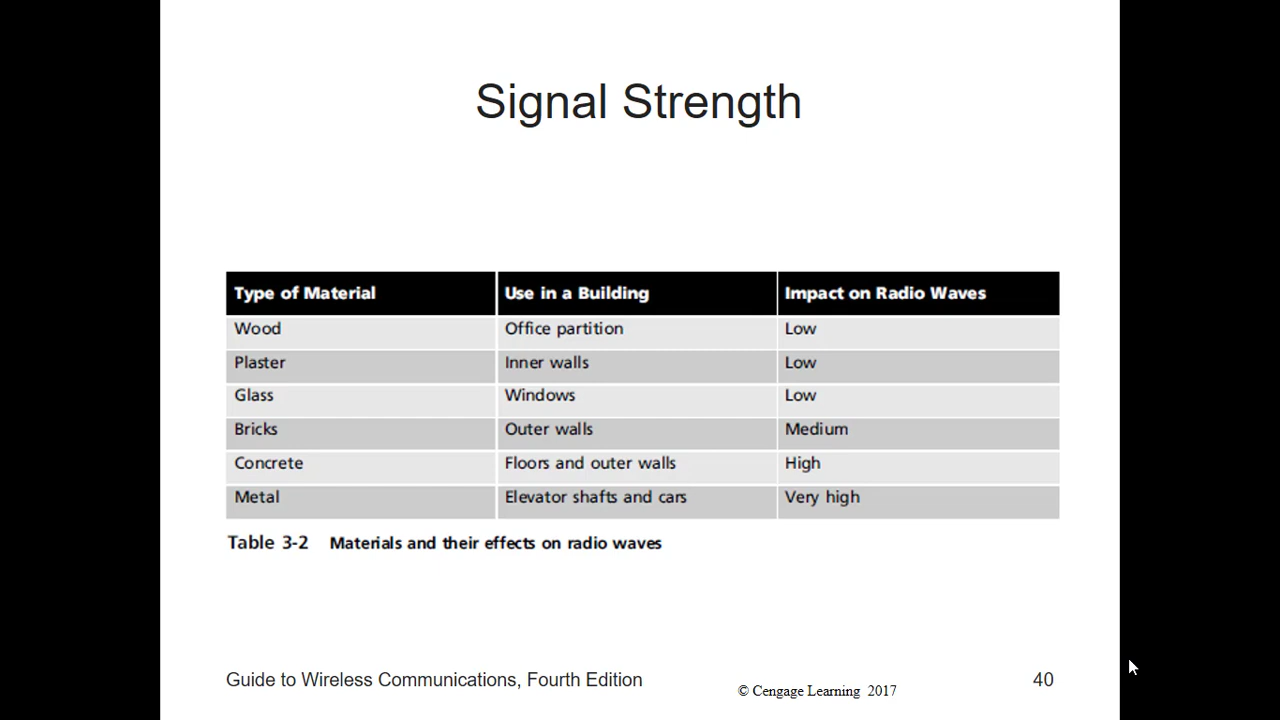 Signal Strength
Type of Material Use in a Building Impact on Radio Waves
Wood Office partition Low
Plaster Inner walls Low
Glass Windows Low
Bricks Outer walls Medium
Concrete Floors and outer walls High
Metal Elevator shafts and cars Very high
Table 3-2 Materials and their effects on radio waves
Guide to Wireless Communications, Fourth Edition © Cengage Learning 2017 40